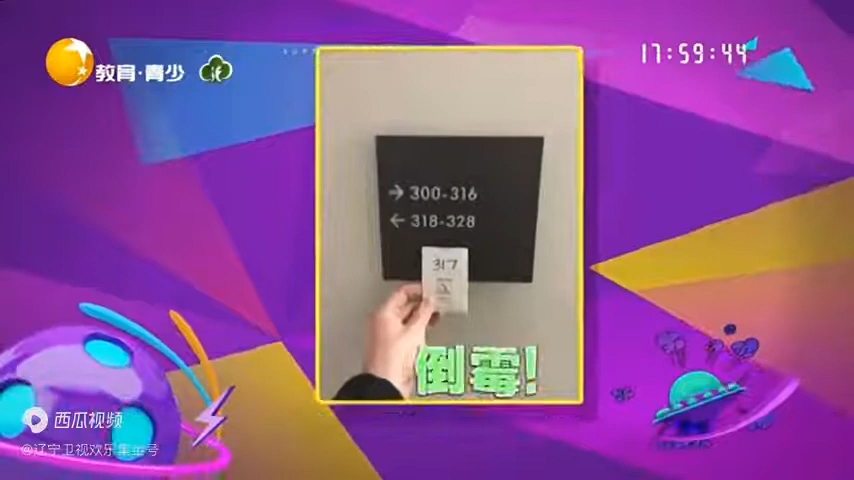 教育·青少
17:59:44
→ 300-316
← 318-328
317
倒霉!
西瓜视频
@辽宁卫视欢乐集结号